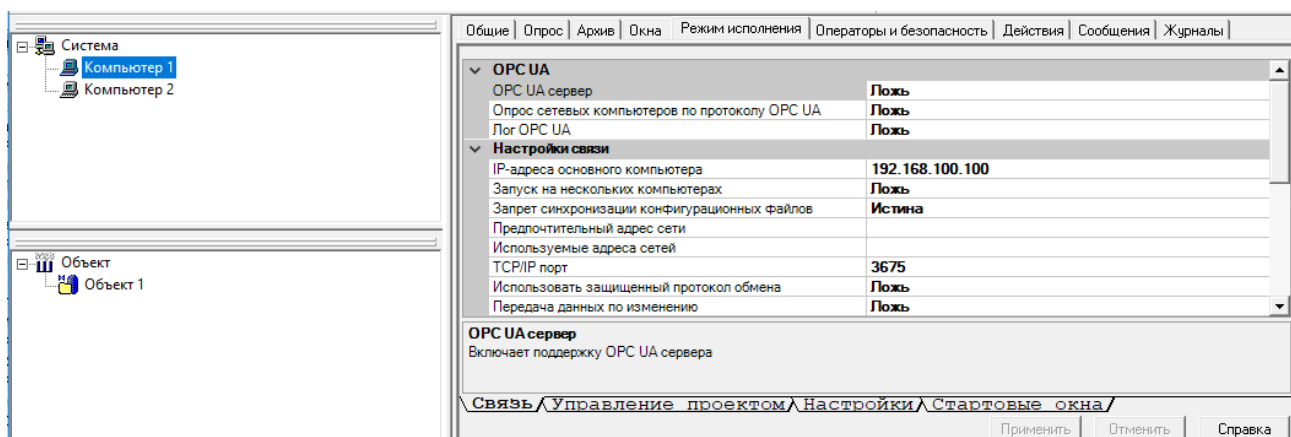 Система
Компьютер 1
Компьютер 2
Объект
Объект 1
Общие Опрос Архив Окна Режим исполнения Операторы и безопасность Действия Сообщения Журналы
OPC UA
OPC UA сервер Ложь
Опрос сетевых компьютеров по протоколу OPC UA Ложь
Лог OPC UA Ложь
Настройки связи
IP-адреса основного компьютера 192.168.100.100
Запуск на нескольких компьютерах Ложь
Запрет синхронизации конфигурационных файлов Истина
Предпочтительный адрес сети
Используемые адреса сетей
TCP/IP порт 3675
Использовать защищенный протокол обмена Ложь
Передача данных по изменению Ложь
OPC UA сервер
Включает поддержку OPC UA сервера
Связь Управление проектом Настройки Стартовые окна
Применить Отменить Справка